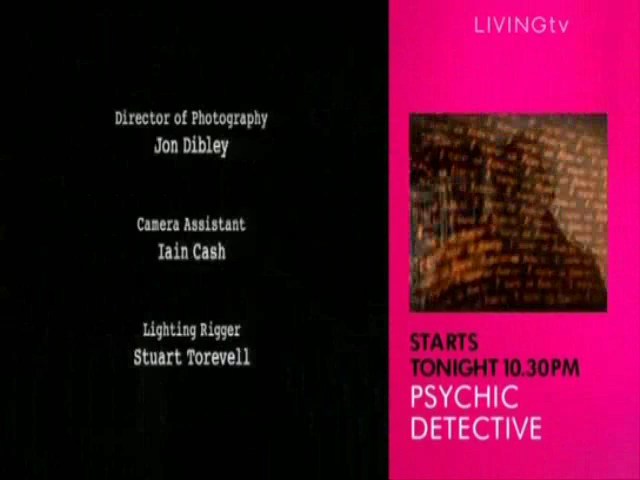 Director of Photography
Jon Dibley
Camera Assistant
Iain Cash
Lighting Rigger
Stuart Torevell
LIVINGtv
STARTS
TONIGHT 10.30PM
PSYCHIC
DETECTIVE